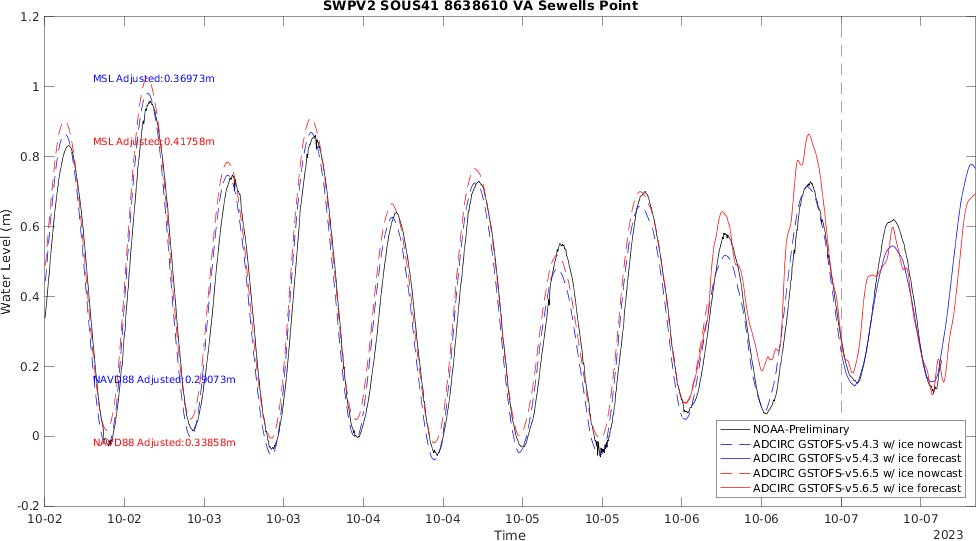 SWPV2 SOUS41 8638610 VA Sewells Point
1.2
1
0.8
0.6
0.4
0.2
0
-0.2
Water Level (m)
MSL Adjusted:0.36973m
MSL Adjusted:0.41758m
NAVD88 Adjusted:0.29073m
NAVD88 Adjusted:0.33858m
NOAA-Preliminary
ADCIRC GSTOFS-v5.4.3 w/ ice nowcast
ADCIRC GSTOFS-v5.4.3 w/ ice forecast
ADCIRC GSTOFS-v5.6.5 w/ ice nowcast
ADCIRC GSTOFS-v5.6.5 w/ ice forecast
10-02 10-02 10-03 10-03 10-04 10-04 10-05 10-05 10-06 10-06 10-07 10-07
Time
2023